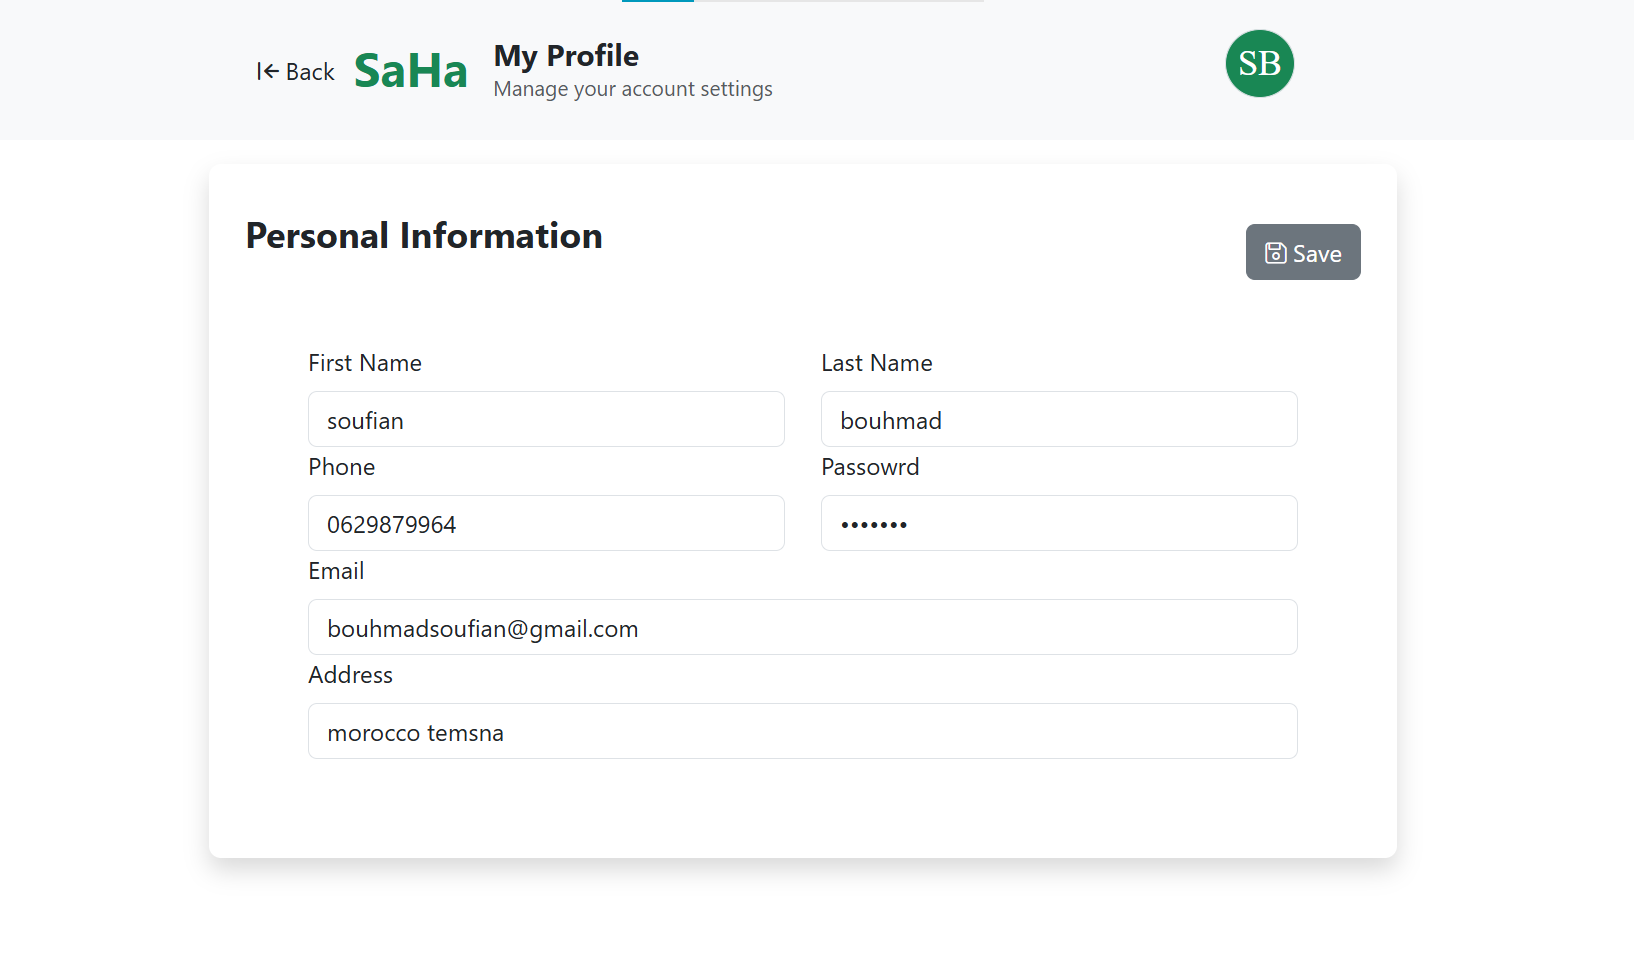 Back
SaHa
My Profile
Manage your account settings
SB
Personal Information
Save
First Name
Last Name
soufian
bouhmad
Phone
Passowrd
0629879964
•••••••
Email
bouhmadsoufian@gmail.com
Address
morocco temsna